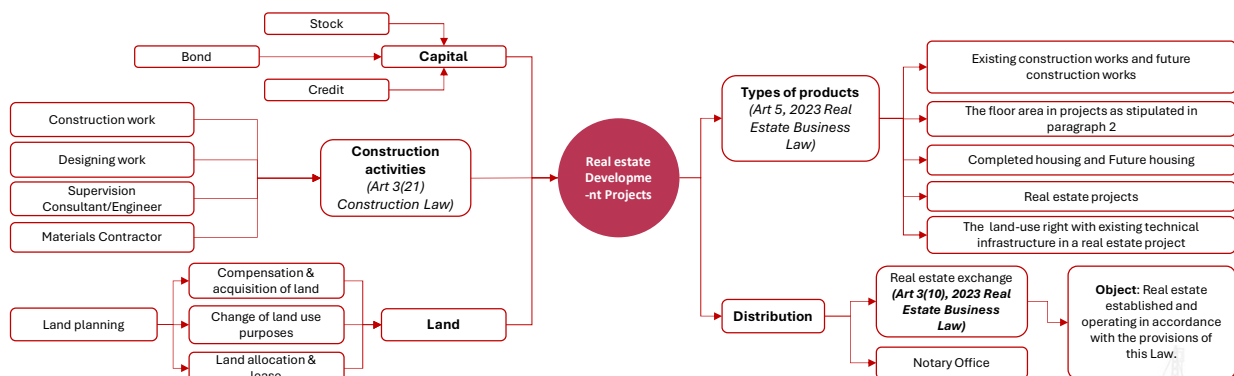 Stock
Bond
Capital
Credit
Construction work
Designing work
Supervision
Consultant/Engineer
Materials Contractor
Construction
activities
(Art 3(21)
Construction Law)
Land planning
Compensation &
acquisition of land
Change of land use
purposes
Land allocation &
lease
Land
Real estate
Developme
-nt Projects
Types of products
(Art 5, 2023 Real
Estate Business
Law)
Existing construction works and future
construction works
The floor area in projects as stipulated in
paragraph 2
Completed housing and Future housing
Real estate projects
The land-use right with existing technical
infrastructure in a real estate project
Distribution
Real estate exchange
(Art 3(10), 2023 Real
Estate Business
Law)
Notary Office
Object: Real estate
established and
operating in accordance
with the provisions of
this Law.